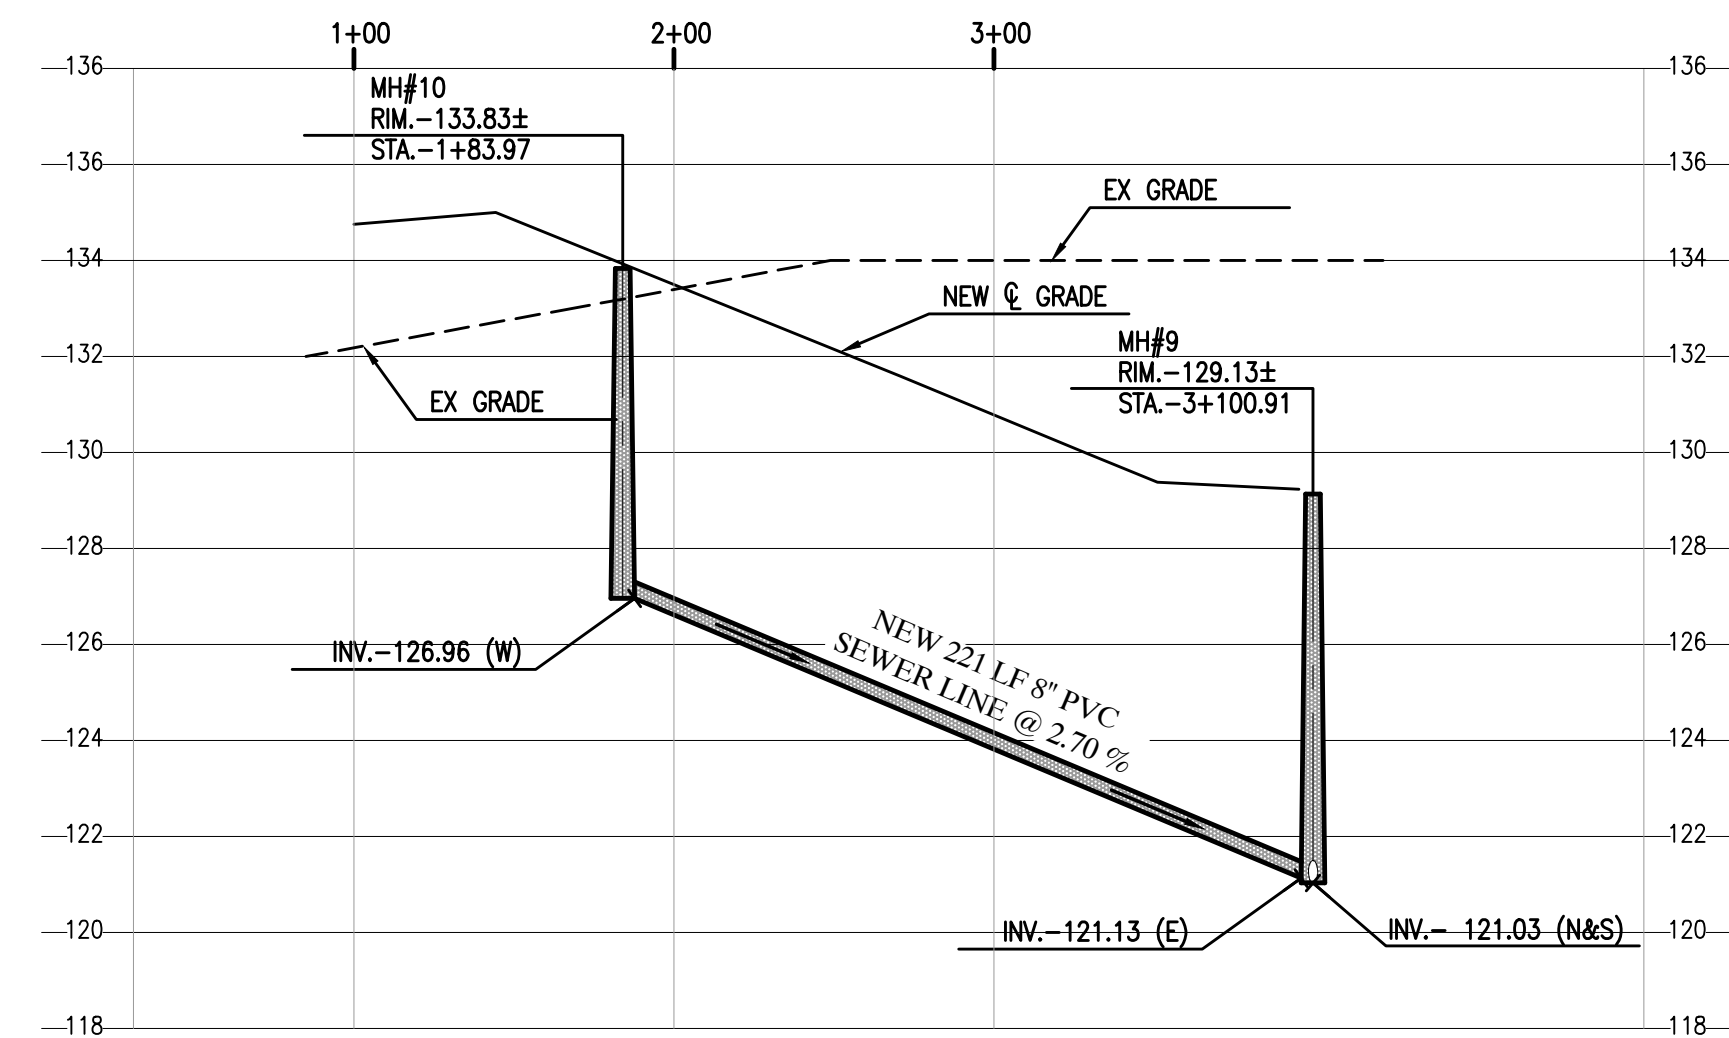 1+00 2+00 3+00
136 136
MH#10
RIM.-133.83±
STA.-1+83.97
136 136
EX GRADE
134 134
NEW ℄ GRADE
MH#9
RIM.-129.13±
STA.-3+100.91
132 132
EX GRADE
130 130
128 128
126 126
INV.-126.96 (W)
NEW 221 LF 8" PVC
SEWER LINE @ 2.70 %
124 124
122 122
120 120
INV.-121.13 (E)
INV.- 121.03 (N&S)
118 118